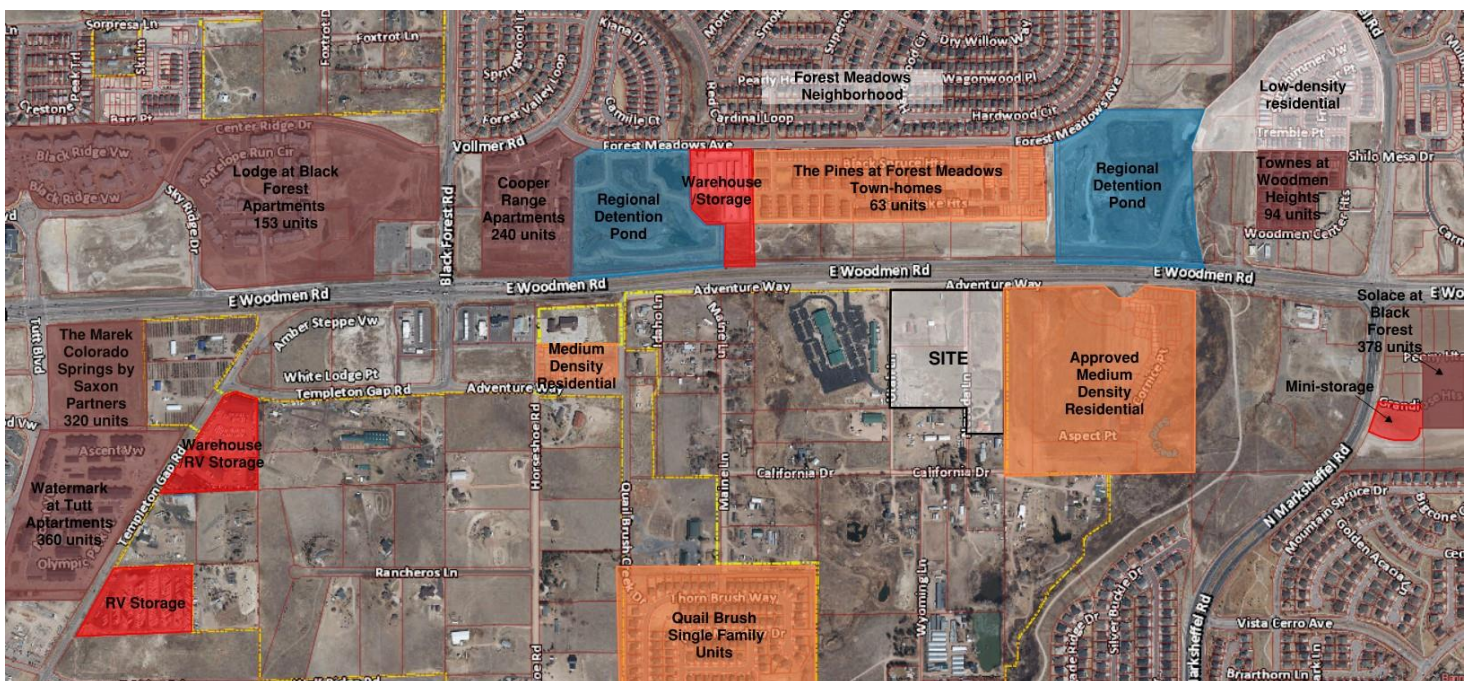 Sorpresa Ln
Foxtrot Ln
Kiana Dr
Dry Willow Way
Wagonwood Pl
Forest Meadows
Neighborhood
Hardwood Cir
Cardinal Loop
Carmile Ct
Forest Valley Loop
Barr Pt
Center Ridge Dr
Black Ridge Vw
Antelope Run Cir
Black Ridge Vw
Sky Ridge Dr
Lodge at Black
Forest
Apartments
153 units
Vollmer Rd
Black Forest Rd
Forest Meadows Ave
Forest Meadows Ave
Cooper
Range
Apartments
240 units
Regional
Detention
Pond
Warehouse
/Storage
The Pines at Forest Meadows
Town-homes
63 units
Regional
Detention
Pond
Low-density
residential
Tremble Pt
Shilo Mesa Dr
Townes at
Woodmen
Heights
94 units
Woodmen Center Hts
E Woodmen Rd
E Woodmen Rd
E Woodmen Rd
E Woodmen Rd
Adventure Way
Adventure Way
Tutt Blvd
The Marek
Colorado
Springs by
Saxon
Partners
320 units
Amber Steppe Vw
White Lodge Pt
Templeton Gap Rd
Adventure Way
Medium
Density
Residential
Idaho Ln
Maine Ln
SITE
Approved
Medium
Density
Residential
Aspect Pt
Solace at
Black
Forest
378 units
Mini-storage
Warehouse
RV Storage
Templeton Gap Rd
Ascent Vw
Watermark
at Tutt
Aptartments
360 units
Olympic
RV Storage
Horseshoe Rd
Quail Brush Creek Dr
Maine Ln
California Dr
California Dr
Rancheros Ln
Wyoming Ln
Thorn Brush Way
Quail Brush
Single Family
Units
Silver Buckle Dr
N Marksheffel Rd
Mountain Spruce Dr
Golden Acacia
Vista Cerro Ave
Briarthorn Ln